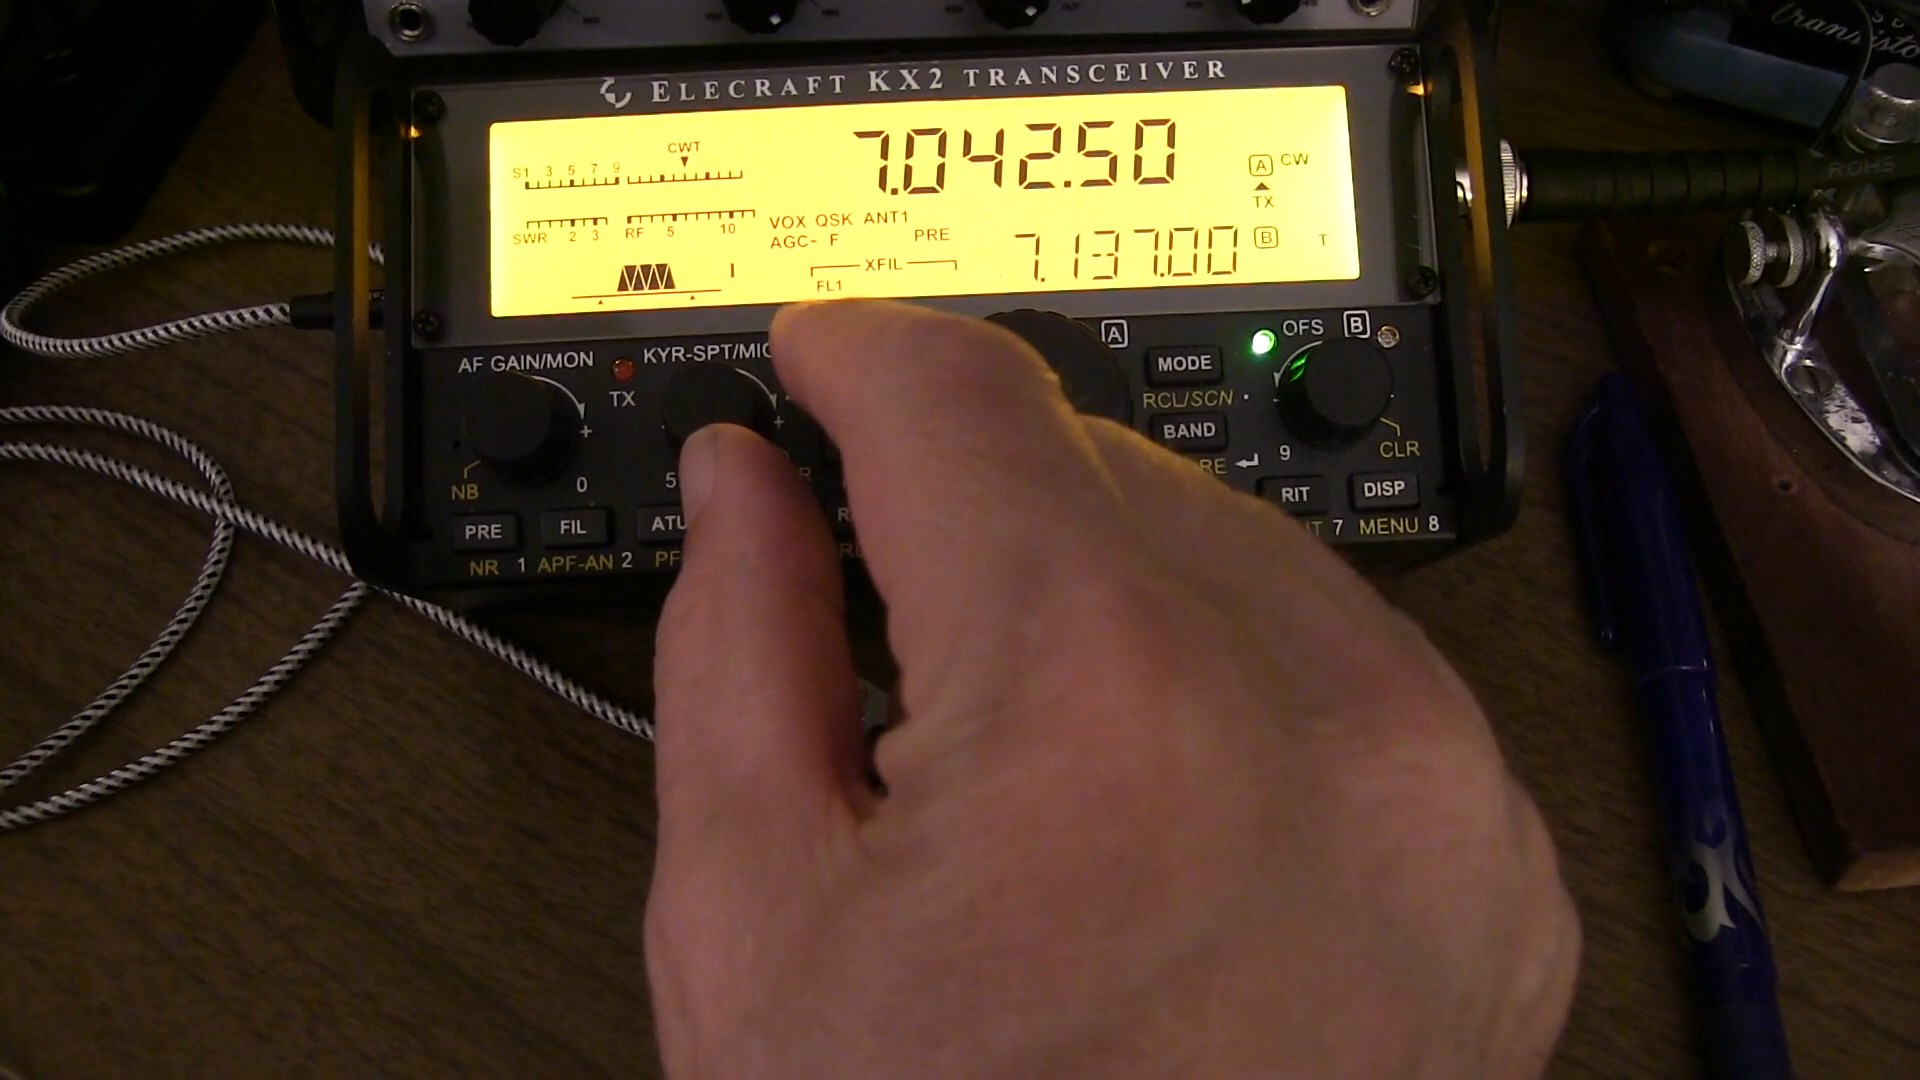 ELECRAFT KX2 TRANSCEIVER
CWT
S1 3 5 7 9
7.042.50
A CW
TX
SWR 2 3 RF 5 10
VOX QSK ANT1
AGC- F PRE
7.137.00 B T
XFIL
FL1
AF GAIN/MON
TX
KYR-SPT/MIC
A
MODE
OFS B
RCL/SCN
+
+
BAND
CLR
NB 0 5
9
PRE FIL ATU
RIT DISP
NR 1 APF-AN 2 PF
7 MENU 8
ROHS